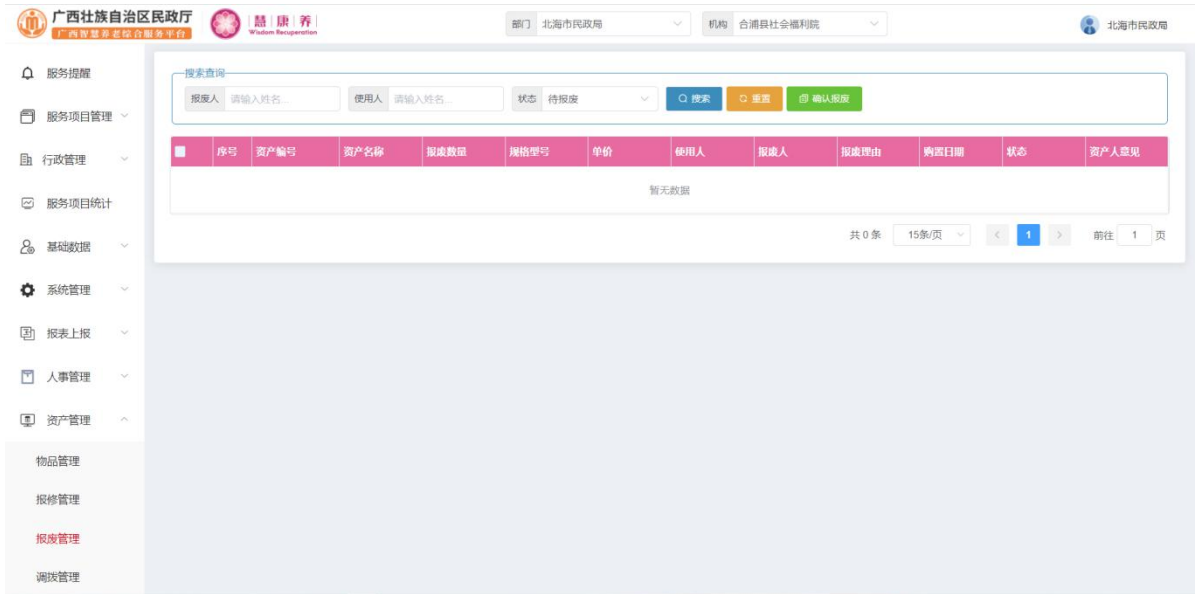 广西壮族自治区民政厅
广西智慧养老综合服务平台
慧康养
Wisdom Recuperation
部门 北海市民政局
机构 合浦县社会福利院
北海市民政局
服务提醒
服务项目管理
行政管理
服务项目统计
基础数据
系统管理
报表上报
人事管理
资产管理
物品管理
报修管理
报废管理
调拨管理
搜索查询
报废人 请输入姓名... 使用人 请输入姓名... 状态 待报废 搜索 重置 确认报废
序号 资产编号 资产名称 报废数量 规格型号 单价 使用人 报废人 报废理由 购置日期 状态 资产人意见
暂无数据
共 0 条 15条/页 < 1 > 前往 1 页